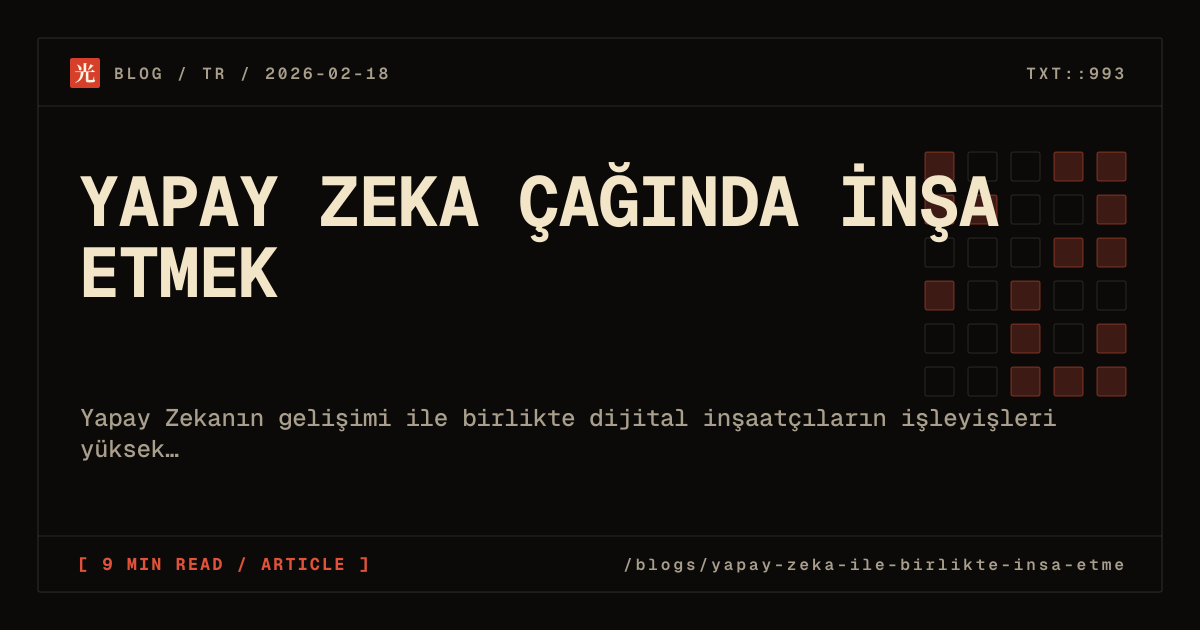 光 BLOG / TR / 2026-02-18
TXT::993
YAPAY ZEKA ÇAĞINDA İNŞA
ETMEK
Yapay Zekanın gelişimi ile birlikte dijital inşaatçıların işleyişleri
yüksek…
[ 9 MIN READ / ARTICLE ]
/blogs/yapay-zeka-ile-birlikte-insa-etme